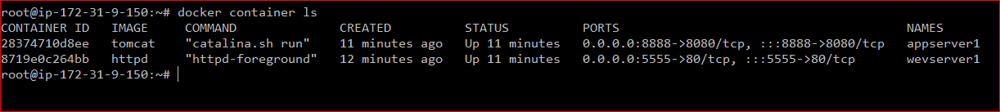 root@ip-172-31-9-150:~# docker container ls
CONTAINER ID   IMAGE     COMMAND              CREATED          STATUS          PORTS                                       NAMES
28374710d8ee   tomcat    "catalina.sh run"    11 minutes ago   Up 11 minutes   0.0.0.0:8888->8080/tcp, :::8888->8080/tcp   appserver1
8719e0c264bb   httpd     "httpd-foreground"   12 minutes ago   Up 11 minutes   0.0.0.0:5555->80/tcp, :::5555->80/tcp       wevserver1
root@ip-172-31-9-150:~#